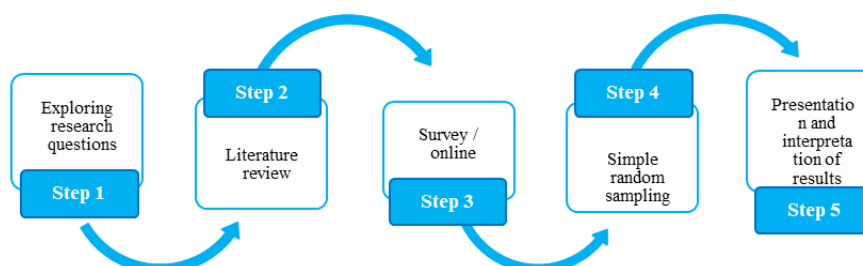 Exploring
research
questions
Step 1
Step 2
Literature
review
Survey /
online
Step 3
Step 4
Simple
random
sampling
Presentatio
n and
interpreta
tion of
results
Step 5